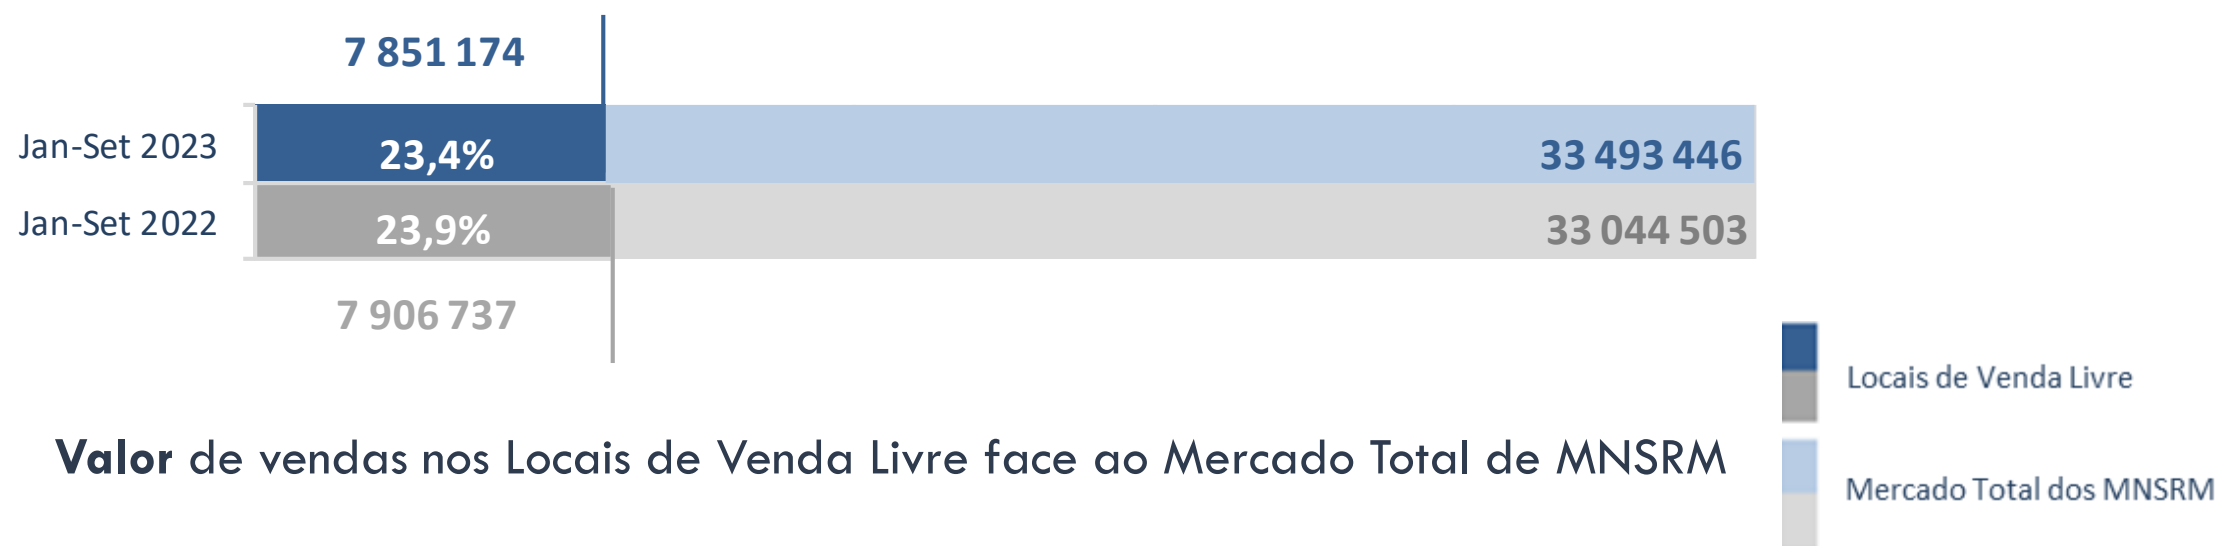 7 851 174
Jan-Set 2023
23,4%
33 493 446
Jan-Set 2022
23,9%
33 044 503
7 906 737
Locais de Venda Livre
Valor de vendas nos Locais de Venda Livre face ao Mercado Total de MNSRM
Mercado Total dos MNSRM